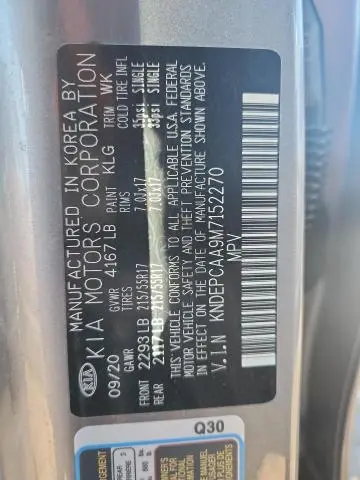 MANUFACTURED IN KOREA BY
KIA MOTORS CORPORATION
KIA
09/20 GVWR 4167 LB PAINT KLG TRIM WK
GAWR TIRES RIMS COLD TIRE INFL
FRONT 2293 LB 215/55R17 7.0Jx17 33psi SINGLE
REAR 2117 LB 215/55R17 7.0Jx17 33psi SINGLE
THIS VEHICLE CONFORMS TO ALL APPLICABLE U.S.A. FEDERAL
MOTOR VEHICLE SAFETY AND THEFT PREVENTION STANDARDS
IN EFFECT ON THE DATE OF MANUFACTURE SHOWN ABOVE.
V.I.N KNDEPCAA9M7152270
MPV
Q30